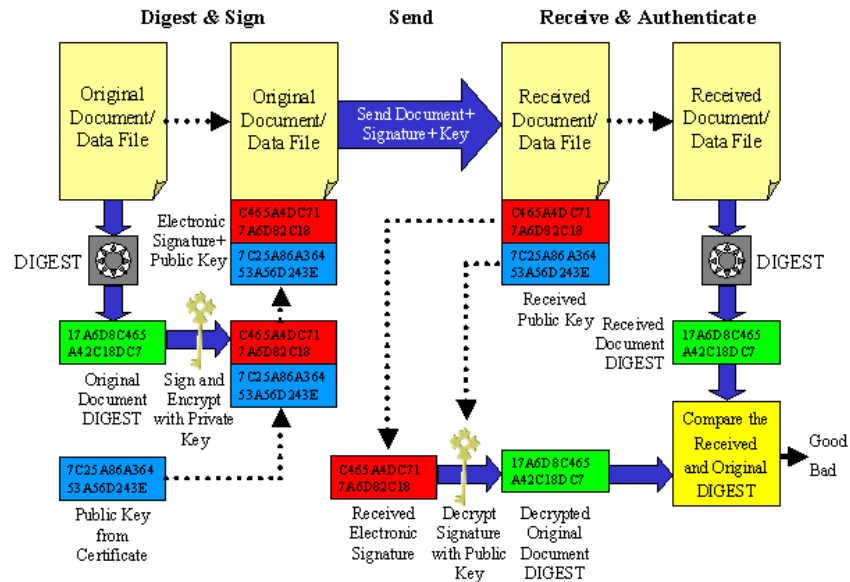 Digest & Sign
Send
Receive & Authenticate
Original
Document/
Data File
Original
Document/
Data File
Send Document+
Signature+Key
Received
Document/
Data File
Received
Document/
Data File
Electronic
Signature+
Public Key
C465A4DC71
7A6D82C18
7C25A86A364
53A56D243E
C465A4DC71
7A6D82C18
7C25A86A364
53A56D243E
Received
Public Key
DIGEST
DIGEST
17A6D8C465
A42C18DC7
Original
Document
DIGEST
Sign and
Encrypt
with Private
Key
C465A4DC71
7A6D82C18
7C25A86A364
53A56D243E
Received
Document
DIGEST
17A6D8C465
A42C18DC7
7C25A86A364
53A56D243E
Public Key
from
Certificate
C465A4DC71
7A6D82C18
Received
Electronic
Signature
Decrypt
Signature
with Public
Key
17A6D8C465
A42C18DC7
Decrypted
Original
Document
DIGEST
Compare the
Received
and Original
DIGEST
Good
Bad